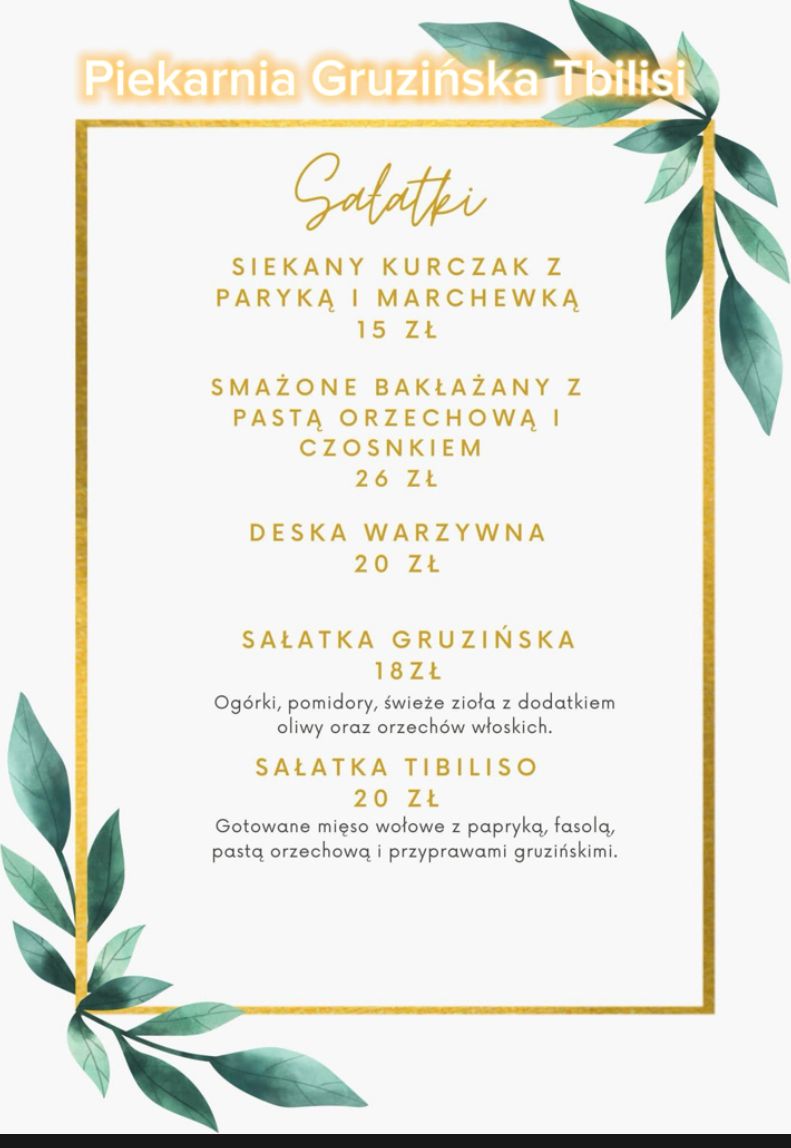 Piekarnia Gruzińska Tbilisi
Sałatki
SIEKANY KURCZAK Z
PARYKĄ I MARCHEWKĄ
15 ZŁ
SMAŻONE BAKŁAŻANY Z
PASTĄ ORZECHOWĄ I
CZOSNKIEM
26 ZŁ
DESKA WARZYWNA
20 ZŁ
SAŁATKA GRUZIŃSKA
18ZŁ
Ogórki, pomidory, świeże zioła z dodatkiem
oliwy oraz orzechów włoskich.
SAŁATKA TIBILISO
20 ZŁ
Gotowane mięso wołowe z papryką, fasolą,
pastą orzechową i przyprawami gruzińskimi.